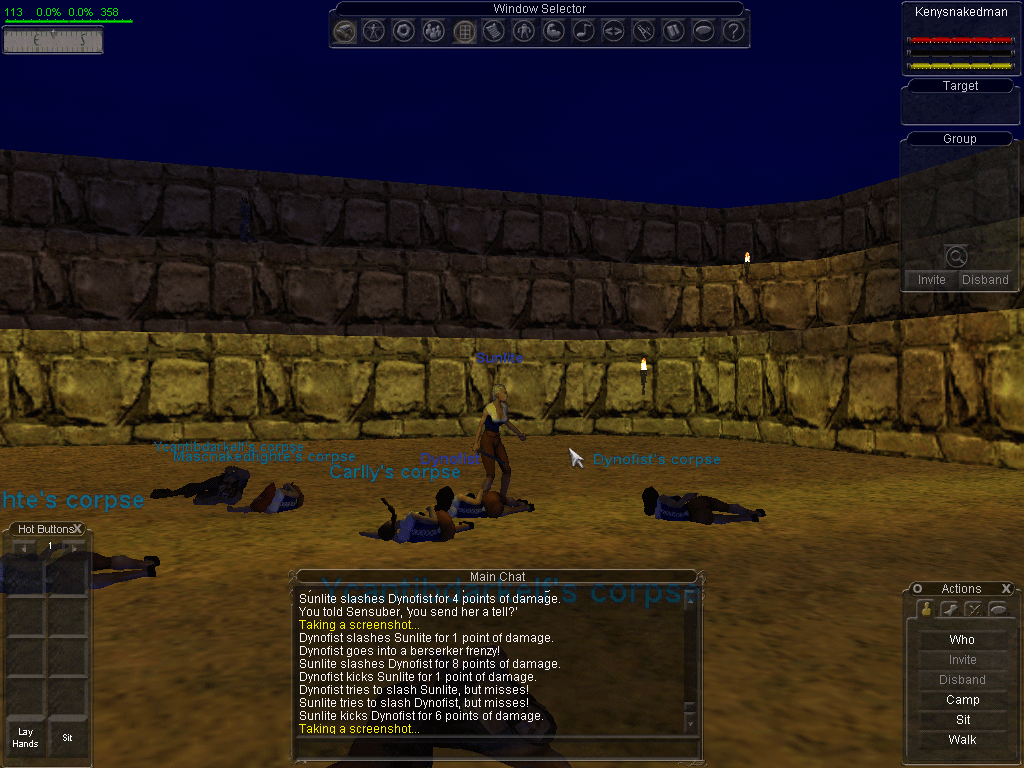 113 0.0% 0.0% 358
E S
Window Selector
?
Kenysnakedman
Target
Group
Invite Disband
Sunlite
Dynofist
Dynofist's corpse
Ysantibdarkelf's corpse
Mascnakedfighte's corpse
Carlly's corpse
hte's corpse
Ysantibdarkelf's corpse
Hot Buttons X
1
Lay
Hands
Sit
Main Chat
Sunlite slashes Dynofist for 4 points of damage.
You told Sensuber, 'you send her a tell?'
Taking a screenshot...
Dynofist slashes Sunlite for 1 point of damage.
Dynofist goes into a berserker frenzy!
Sunlite slashes Dynofist for 8 points of damage.
Dynofist kicks Sunlite for 1 point of damage.
Dynofist tries to slash Sunlite, but misses!
Sunlite tries to slash Dynofist, but misses!
Sunlite kicks Dynofist for 6 points of damage.
Taking a screenshot...
Actions X
Who
Invite
Disband
Camp
Sit
Walk